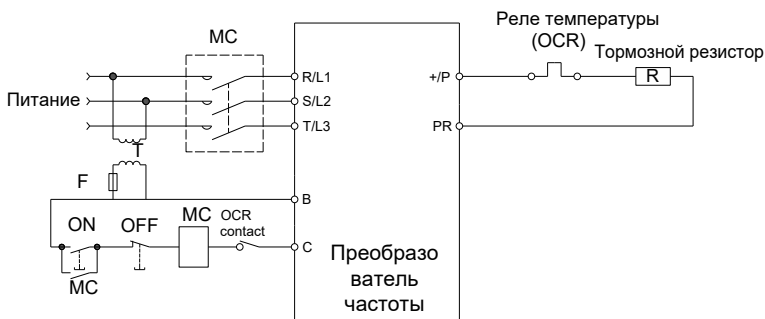 Реле температуры
(OCR)
Тормозной резистор
MC
R/L1
+/P
R
Питание
S/L2
T/L3
PR
T
F
B
ON
OFF
MC
OCR
contact
C
MC
Преобразо
ватель
частоты